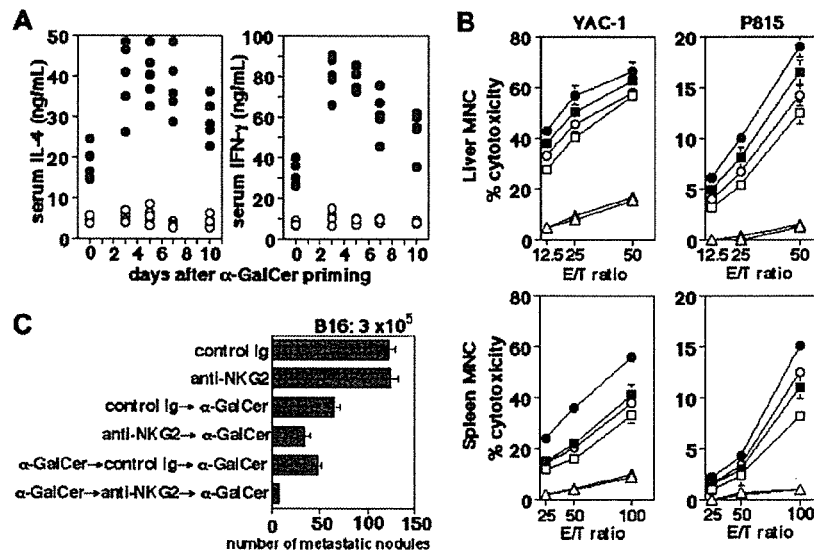 A
serum IL-4 (ng/mL)
50
40
30
20
10
0
0 2 4 6 8 10
serum IFN-γ (ng/mL)
100
80
60
40
20
0
0 2 4 6 8 10
days after α-GalCer priming
B
YAC-1
P815
Liver MNC
% cytotoxicity
80
60
40
20
0
12.5 25 50
E/T ratio
20
15
10
5
0
12.5 25 50
E/T ratio
Spleen MNC
% cytotoxicity
80
60
40
20
0
25 50 100
E/T ratio
20
15
10
5
0
25 50 100
E/T ratio
C
B16: 3 x10⁵
control Ig
anti-NKG2
control Ig→ α-GalCer
anti-NKG2→ α-GalCer
α-GalCer→control Ig→ α-GalCer
α-GalCer→anti-NKG2→ α-GalCer
0 50 100 150
number of metastatic nodules